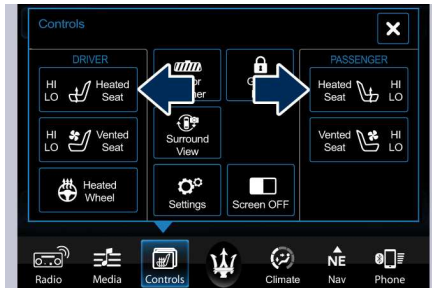 Controls
DRIVER
PASSENGER
HI
LO
Heated
Seat
Heated
Seat
HI
LO
HI
LO
Vented
Seat
Surround
View
Vented
Seat
HI
LO
Heated
Wheel
Settings
Screen OFF
Radio
Media
Controls
Climate
NE
Nav
Phone